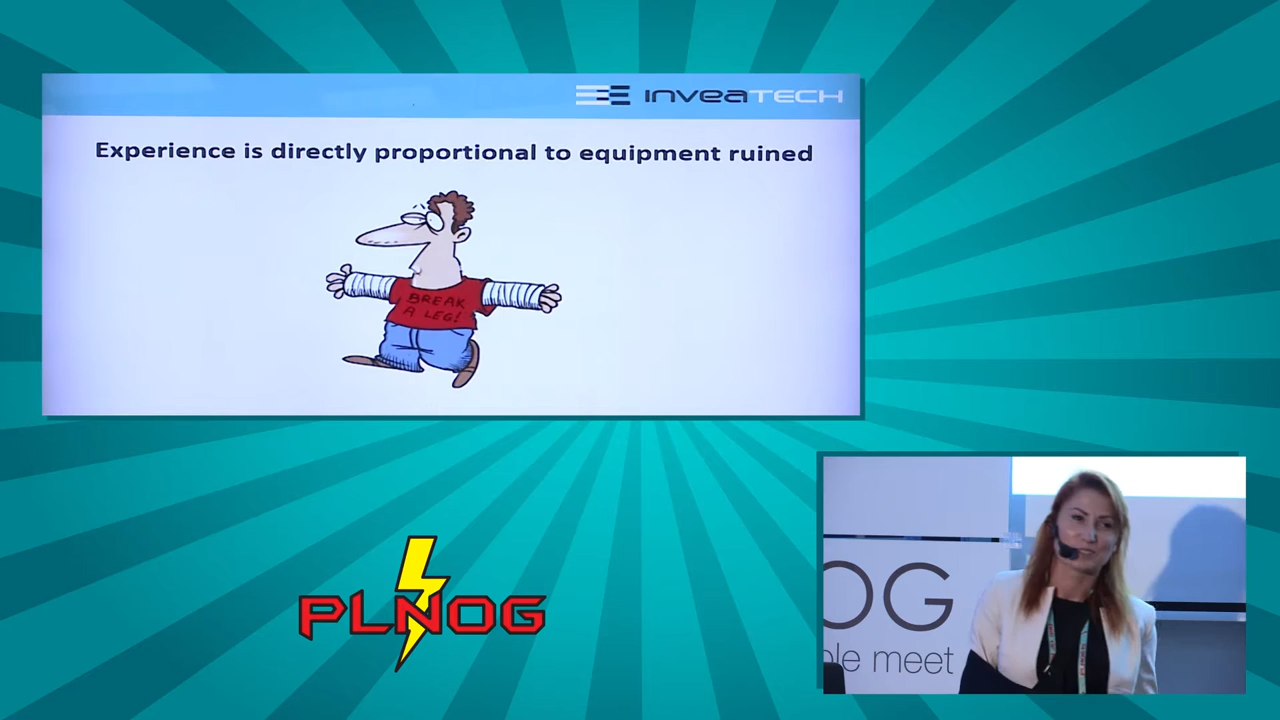 INVEATECH
Experience is directly proportional to equipment ruined
BREAK
A LEG!
PLNOG
OG
ple meet